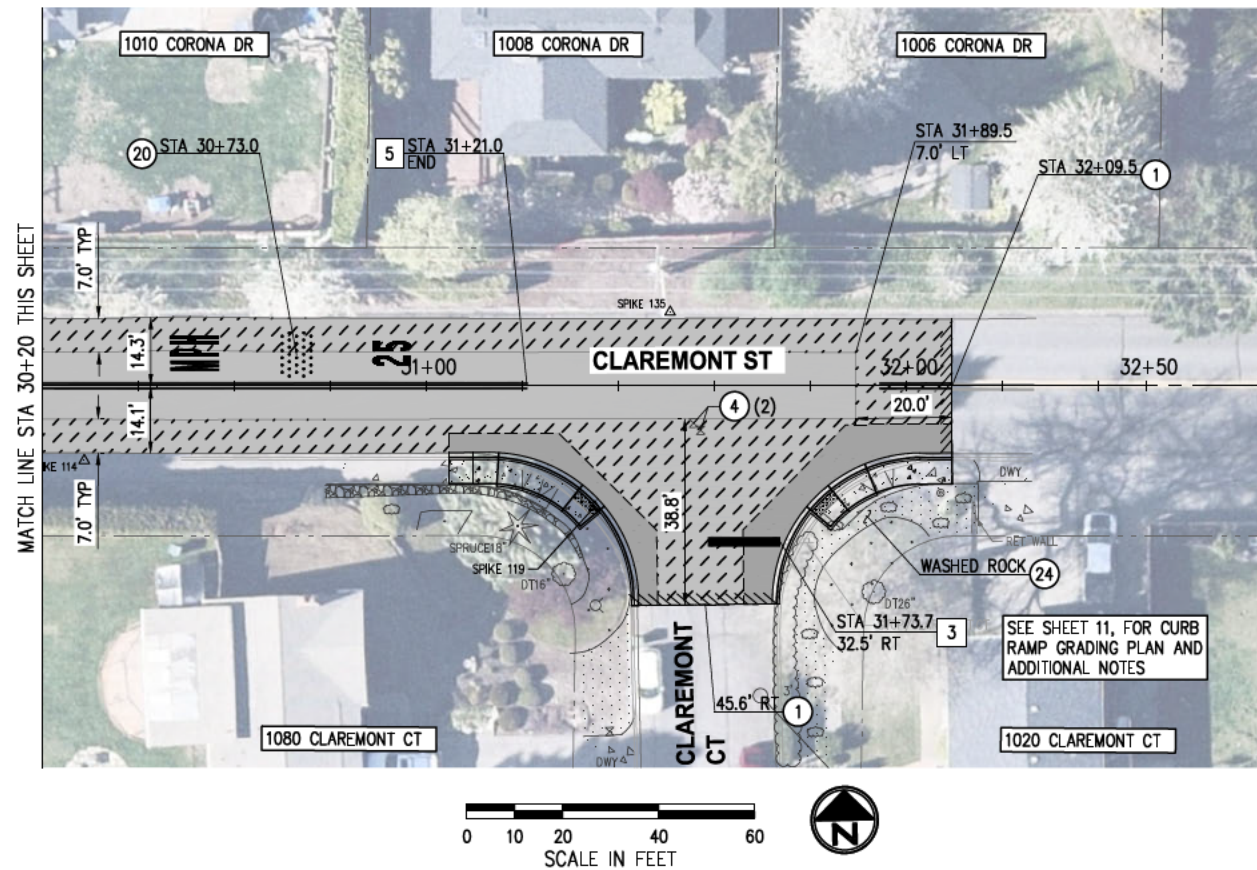 1010 CORONA DR
1008 CORONA DR
1006 CORONA DR
20 STA 30+73.0
5 STA 31+21.0
END
STA 31+89.5
7.0' LT
STA 32+09.5 1
MATCH LINE STA 30+20 THIS SHEET
7.0' TYP
SPIKE 135
14.3'
25
31+00
CLAREMONT ST
32+00
32+50
14.1'
4 (2)
20.0'
KE 114
7.0' TYP
38.8'
DWY
SPRUCE18"
RET WALL
SPIKE 119
DT16"
WASHED ROCK 24
DT26"
STA 31+73.7 3
32.5' RT
SEE SHEET 11, FOR CURB
RAMP GRADING PLAN AND
ADDITIONAL NOTES
CLAREMONT
CT
45.6' RT 1
1080 CLAREMONT CT
DWY
1020 CLAREMONT CT
0 10 20 40 60
SCALE IN FEET
N